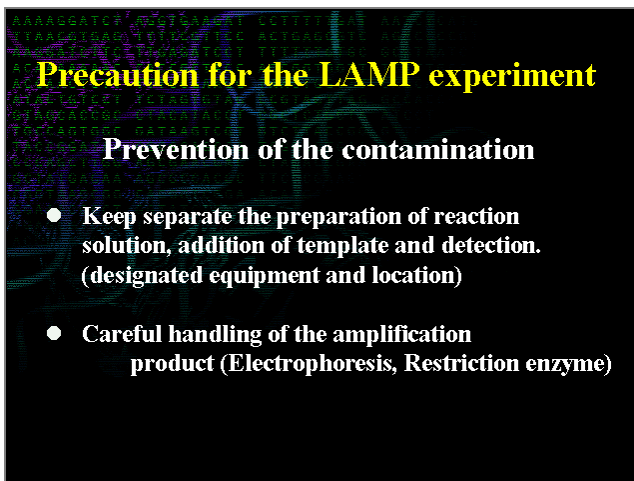 Precaution for the LAMP experiment
Prevention of the contamination
● Keep separate the preparation of reaction
solution, addition of template and detection.
(designated equipment and location)
● Careful handling of the amplification
product (Electrophoresis, Restriction enzyme)